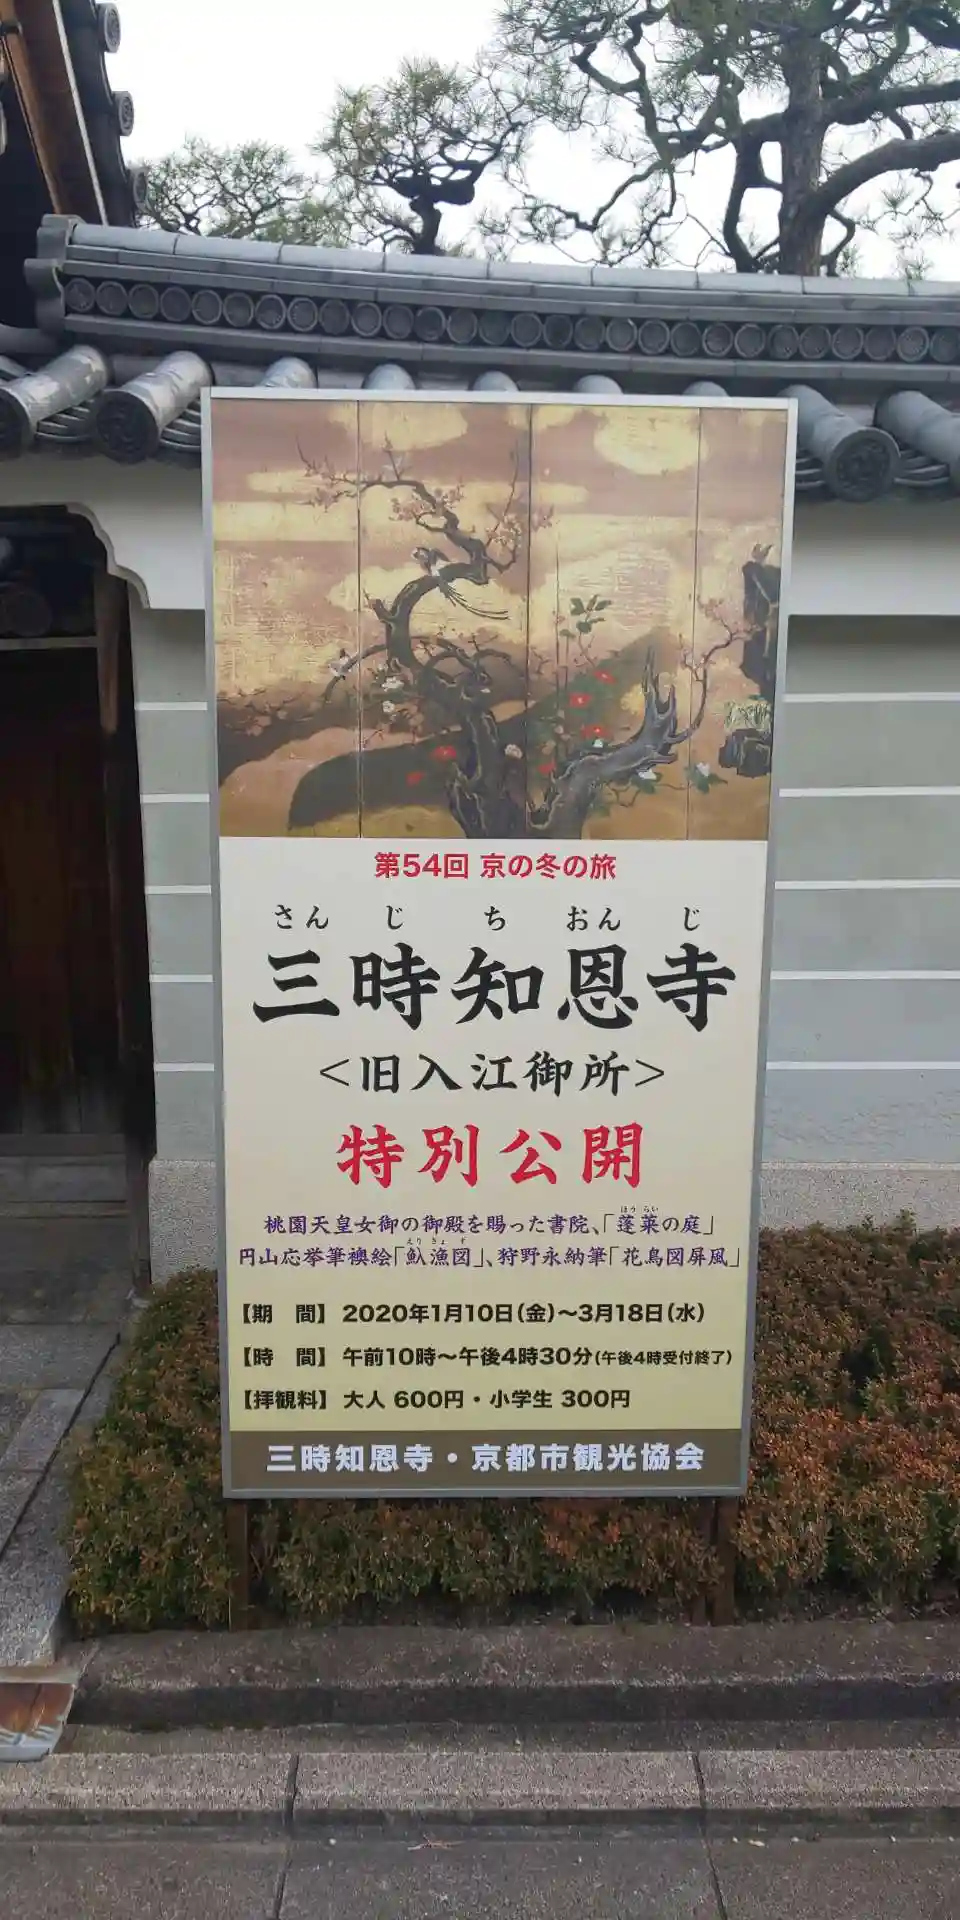 第54回 京の冬の旅
さん じ ち おん じ
三時知恩寺
<旧入江御所>
特別公開
ほう らい
桃園天皇女御の御殿を賜った書院、「蓬莱の庭」
えり ぎょ ず
円山応挙筆襖絵「魞漁図」、狩野永納筆「花鳥図屏風」
【期　間】 2020年1月10日(金)～3月18日(水)
【時　間】 午前10時～午後4時30分(午後4時受付終了)
【拝観料】 大人 600円・小学生 300円
三時知恩寺・京都市観光協会